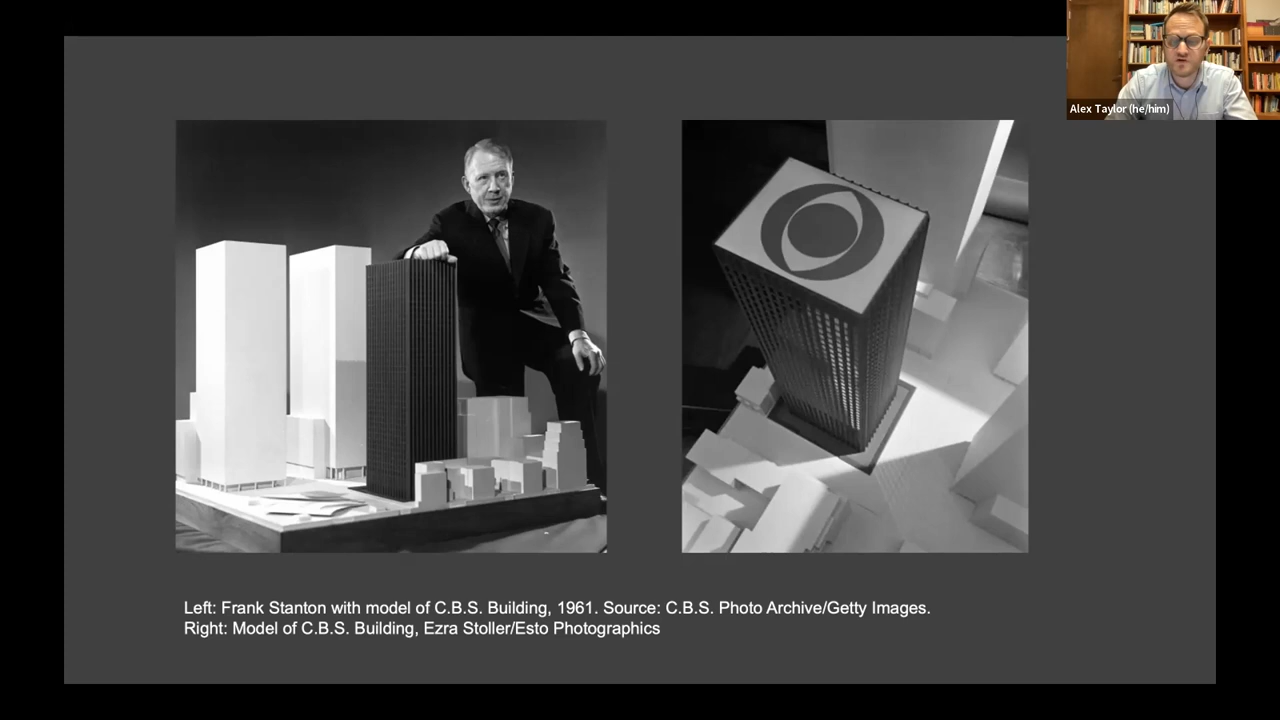 Alex Taylor (he/him)
Left: Frank Stanton with model of C.B.S. Building, 1961. Source: C.B.S. Photo Archive/Getty Images.
Right: Model of C.B.S. Building, Ezra Stoller/Esto Photographics